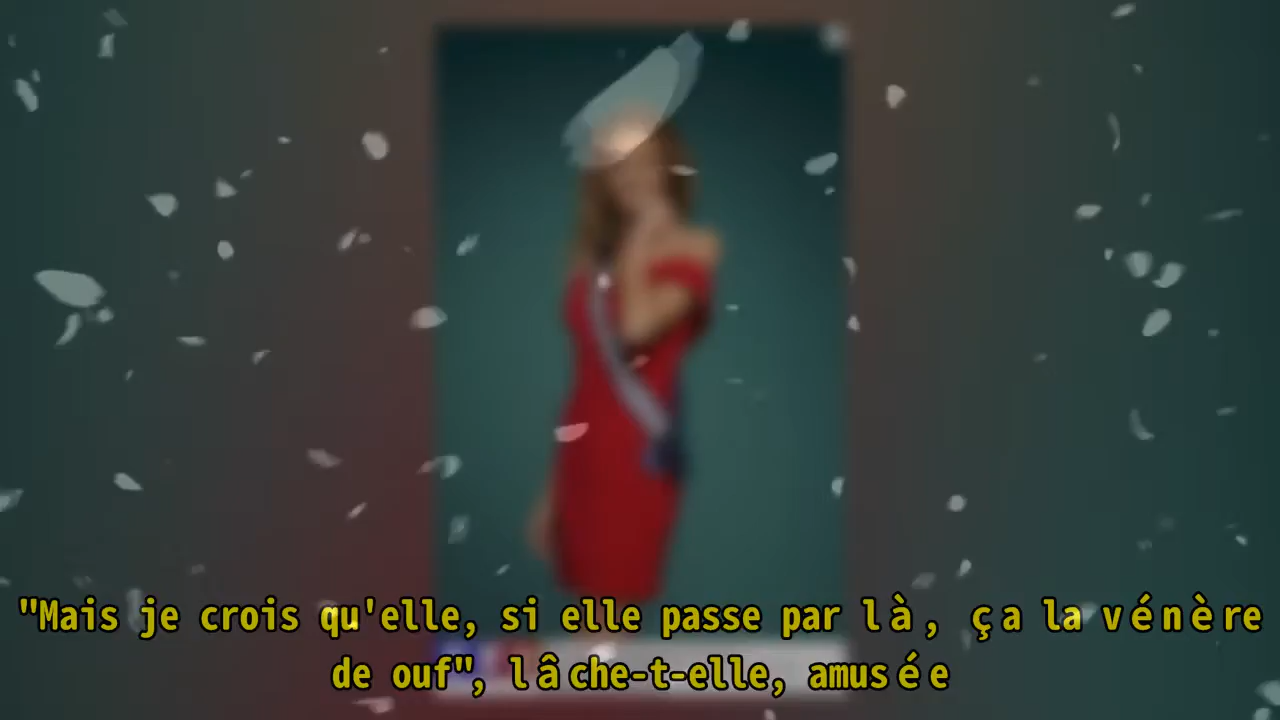 "Mais je crois qu'elle, si elle passe par là, ça la vénère
de ouf", lâche-t-elle, amusée